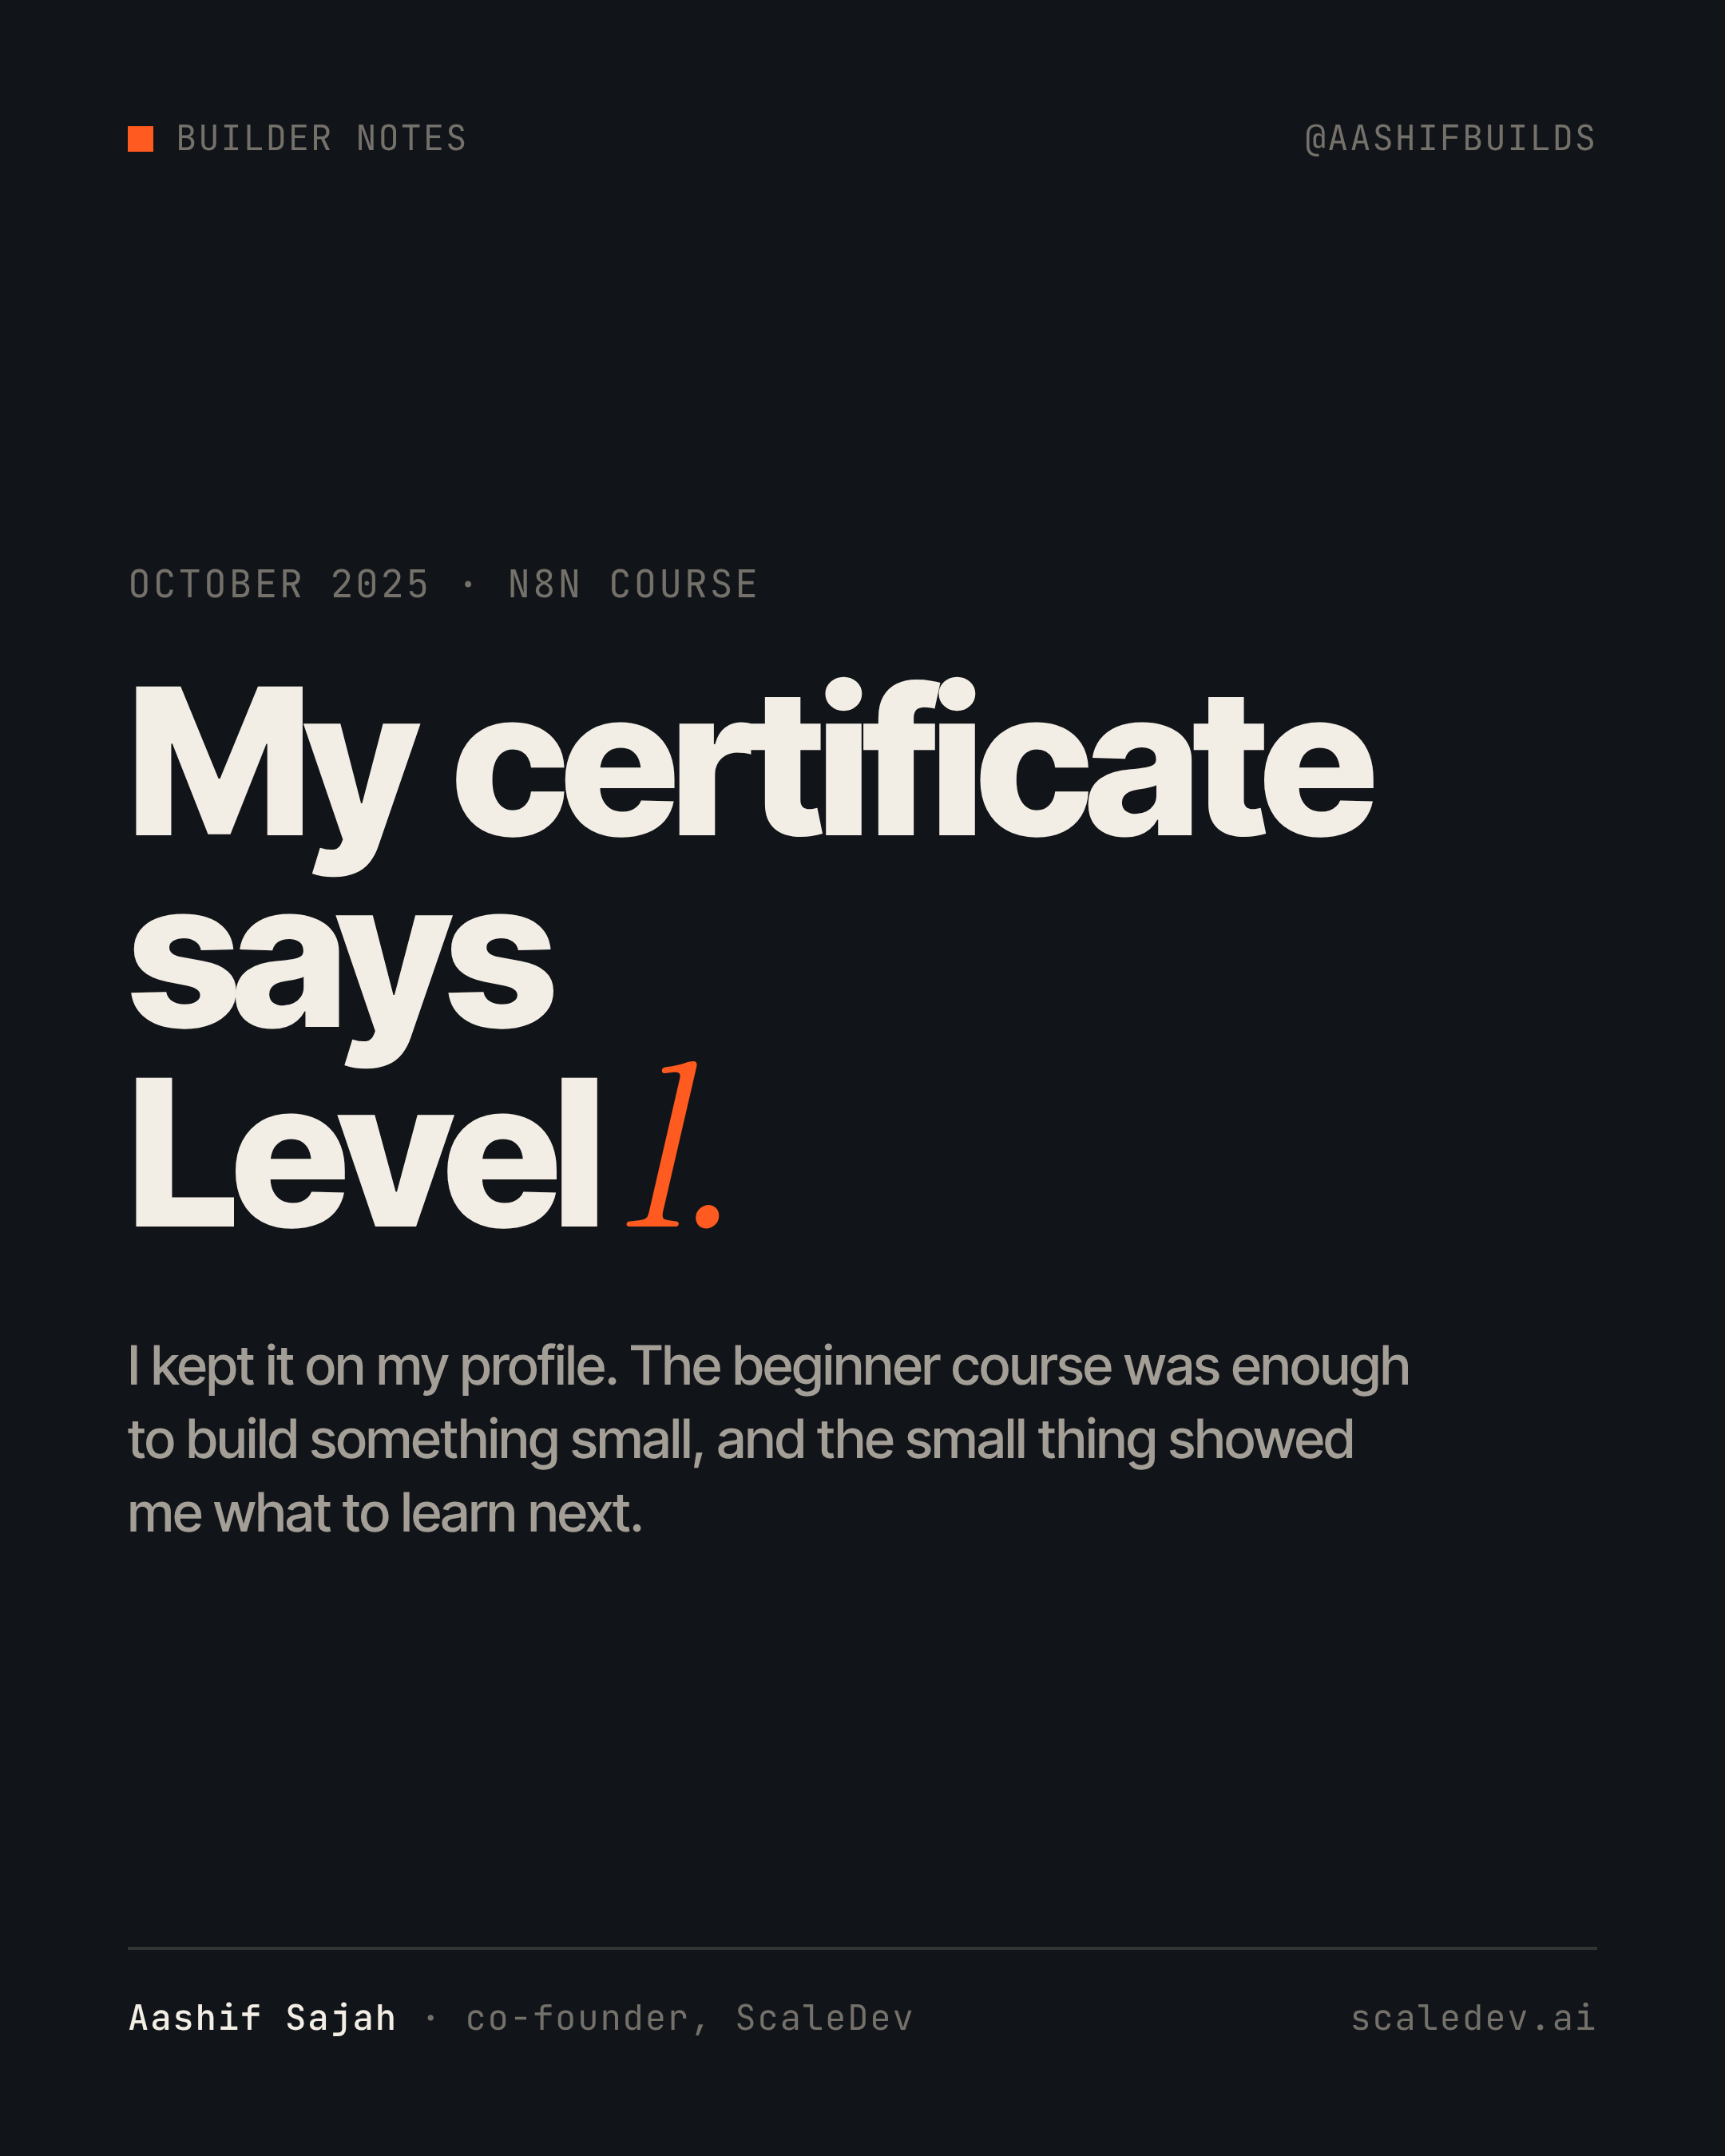 BUILDER NOTES
@AASHIFBUILDS
OCTOBER 2025 · N8N COURSE
My certificate
says
Level 1.
I kept it on my profile. The beginner course was enough
to build something small, and the small thing showed
me what to learn next.
Aashif Sajah · co-founder, ScaleDev
scaledev.ai